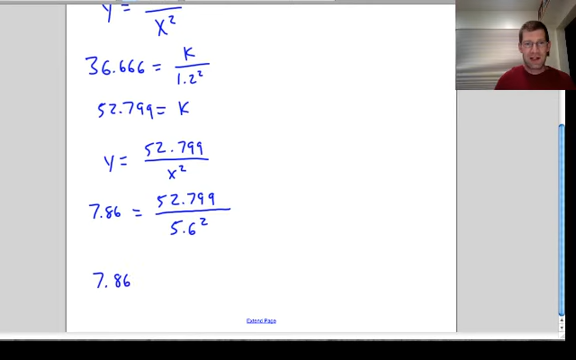 y = / x²
36.666 = K / 1.2²
52.799 = K
y = 52.799 / x²
7.86 = 52.799 / 5.6²
7.86
Extend Page